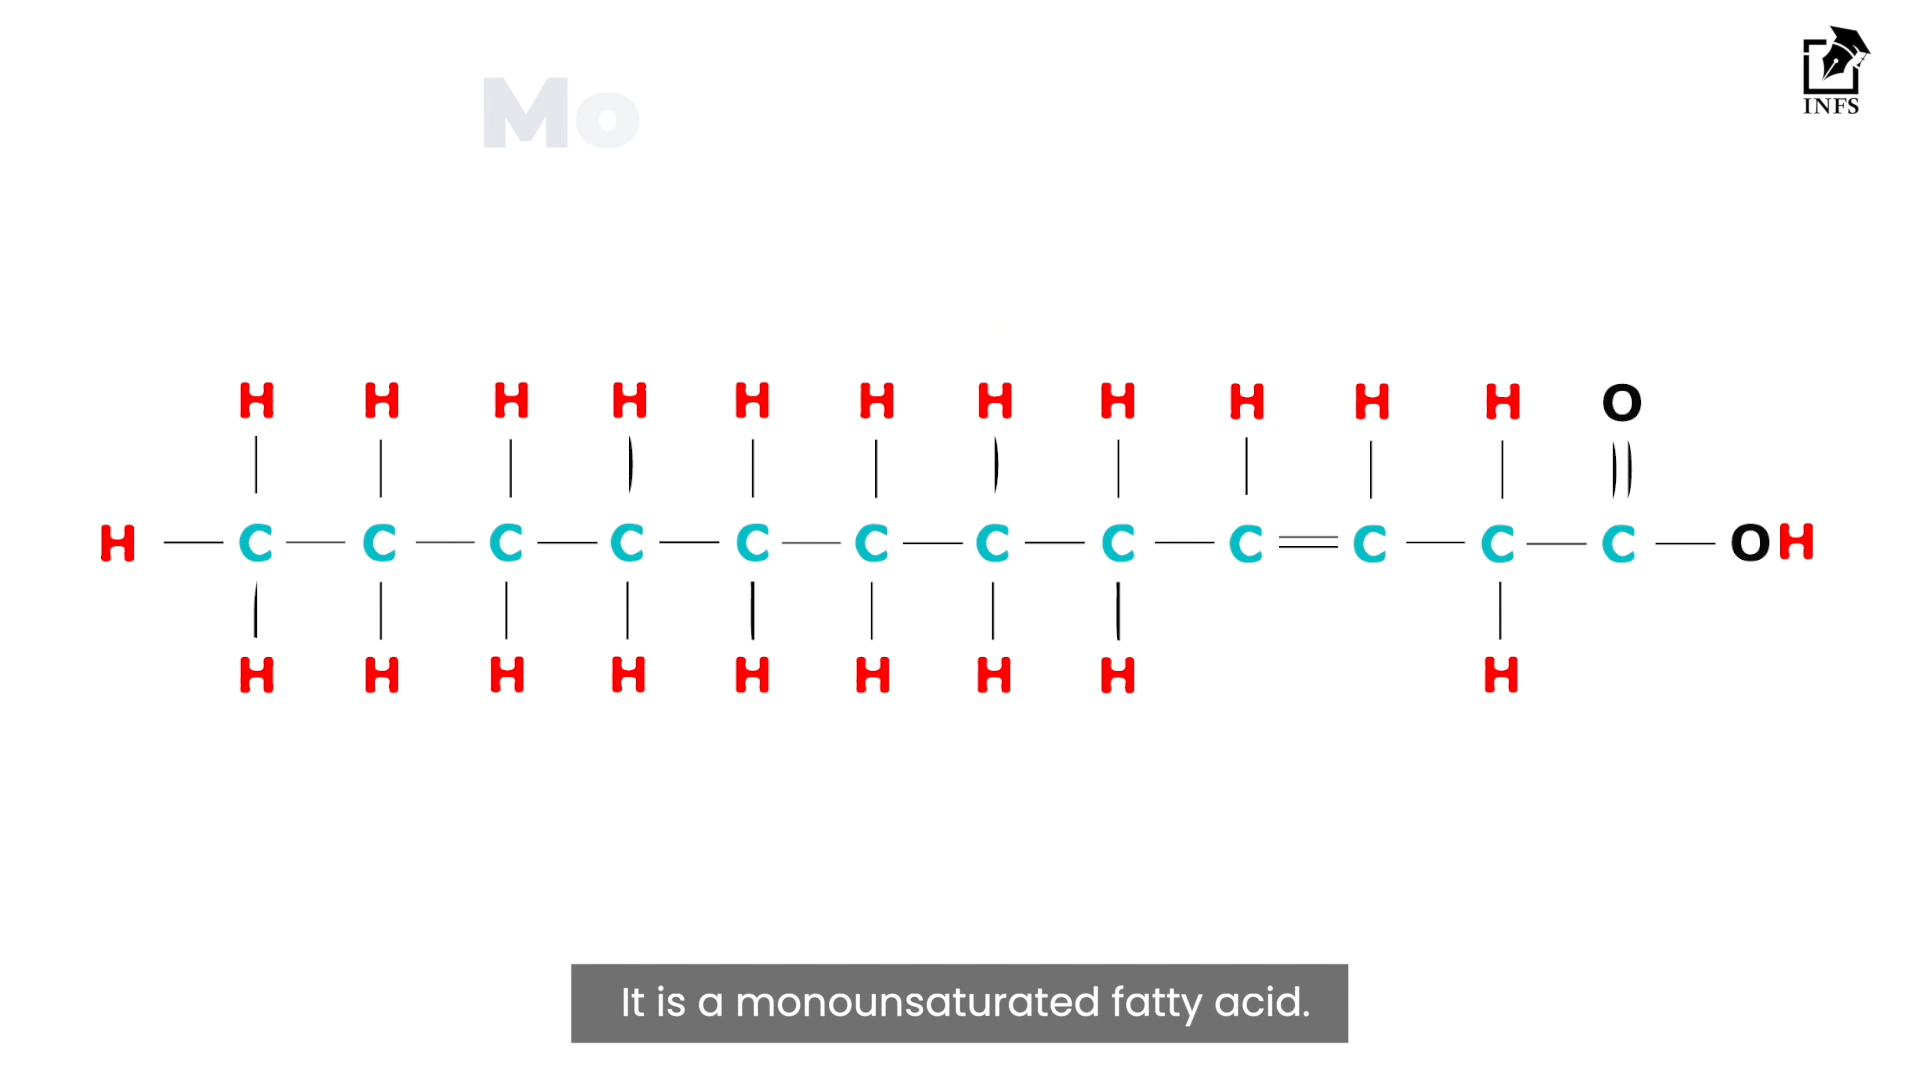 Mo
INFS
H H H H H H H H H H H O
H C C C C C C C C C C C C OH
H H H H H H H H H
It is a monounsaturated fatty acid.